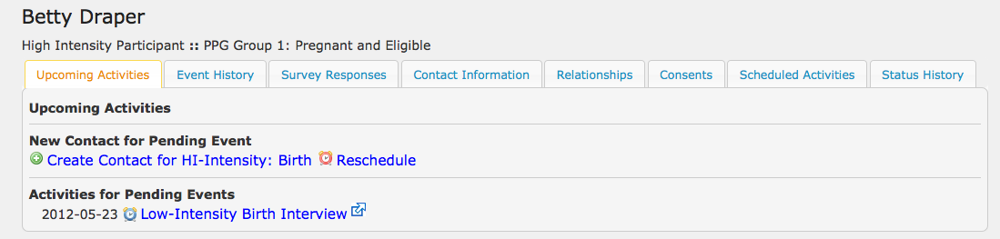 Betty Draper
High Intensity Participant :: PPG Group 1: Pregnant and Eligible
Upcoming Activities Event History Survey Responses Contact Information Relationships Consents Scheduled Activities Status History
Upcoming Activities
New Contact for Pending Event
Create Contact for HI-Intensity: Birth Reschedule
Activities for Pending Events
2012-05-23 Low-Intensity Birth Interview